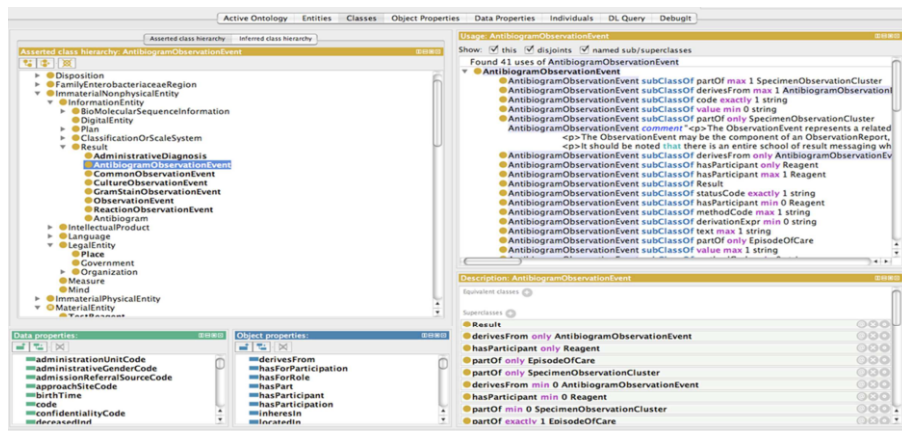 Active Ontology Entities Classes Object Properties Data Properties Individuals DL Query DebugIt
Asserted class hierarchy Inferred class hierarchy
Asserted class hierarchy: AntibiogramObservationEvent
Disposition
FamilyEnterobacteriaceaeRegion
ImmaterialNonphysicalEntity
InformationEntity
BioMolecularSequenceInformation
DigitalEntity
Plan
ClassificationOrScaleSystem
Result
AdministrativeDiagnosis
AntibiogramObservationEvent
CommonObservationEvent
CultureObservationEvent
GramStainObservationEvent
ObservationEvent
ReactionObservationEvent
Antibiogram
IntellectualProduct
Language
LegalEntity
Place
Government
Organization
Measure
Mind
ImmaterialPhysicalEntity
MaterialEntity
TestReagent
Data properties:
administrationUnitCode
administrativeGenderCode
admissionReferralSourceCode
approachSiteCode
birthTime
code
confidentialityCode
deceasedInd
Object properties:
derivesFrom
hasForParticipation
hasForRole
hasPart
hasParticipant
hasParticipation
inheresIn
locatedIn
Usage: AntibiogramObservationEvent
Show: this disjoints named sub/superclasses
Found 41 uses of AntibiogramObservationEvent
AntibiogramObservationEvent
AntibiogramObservationEvent subClassOf partOf max 1 SpecimenObservationCluster
AntibiogramObservationEvent subClassOf derivesFrom max 1 AntibiogramObservationE
AntibiogramObservationEvent subClassOf code exactly 1 string
AntibiogramObservationEvent subClassOf value min 0 string
AntibiogramObservationEvent subClassOf partOf only SpecimenObservationCluster
AntibiogramObservationEvent comment "<p>The ObservationEvent represents a related
<p>The ObservationEvent may be the component of an ObservationReport,
<p>It should be noted that there is an entire school of result messaging wh
AntibiogramObservationEvent subClassOf derivesFrom only AntibiogramObservationEv
AntibiogramObservationEvent subClassOf hasParticipant only Reagent
AntibiogramObservationEvent subClassOf hasParticipant max 1 Reagent
AntibiogramObservationEvent subClassOf Result
AntibiogramObservationEvent subClassOf statusCode exactly 1 string
AntibiogramObservationEvent subClassOf hasParticipant min 0 Reagent
AntibiogramObservationEvent subClassOf methodCode max 1 string
AntibiogramObservationEvent subClassOf derivationExpr min 0 string
AntibiogramObservationEvent subClassOf text max 1 string
AntibiogramObservationEvent subClassOf partOf only EpisodeOfCare
AntibiogramObservationEvent subClassOf value max 1 string
Description: AntibiogramObservationEvent
Equivalent classes
Superclasses
Result
derivesFrom only AntibiogramObservationEvent
hasParticipant only Reagent
partOf only EpisodeOfCare
partOf only SpecimenObservationCluster
derivesFrom min 0 AntibiogramObservationEvent
hasParticipant min 0 Reagent
partOf min 0 SpecimenObservationCluster
partOf exactly 1 EpisodeOfCare